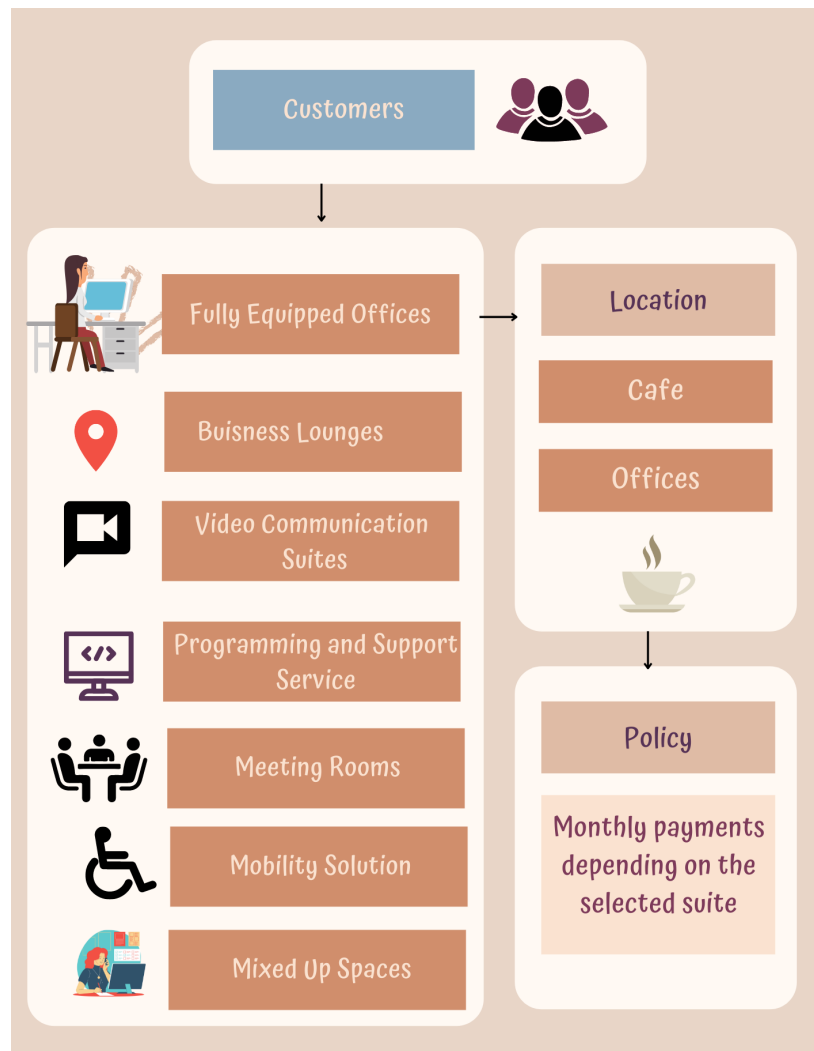 Customers
Fully Equipped Offices
Buisness Lounges
Video Communication
Suites
Programming and Support
Service
Meeting Rooms
Mobility Solution
Mixed Up Spaces
Location
Cafe
Offices
Policy
Monthly payments
depending on the
selected suite